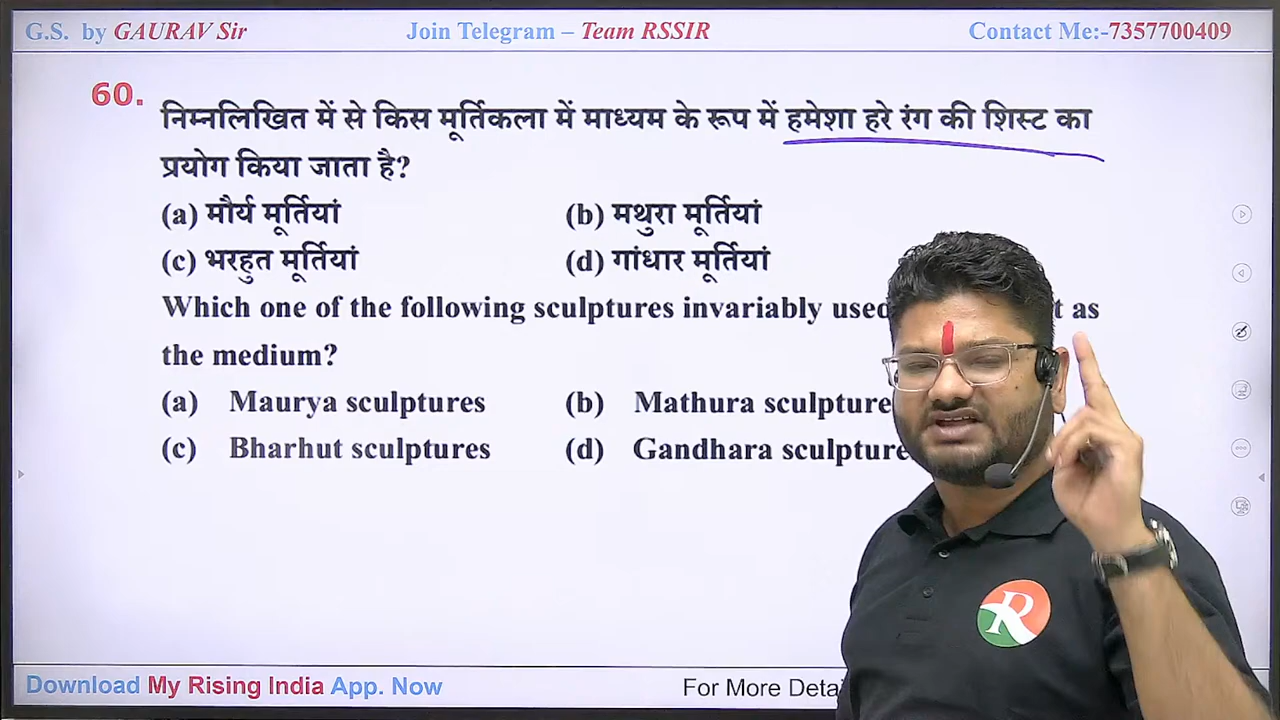 G.S. by GAURAV Sir
Join Telegram – Team RSSIR
Contact Me:-7357700409
60.
निम्नलिखित में से किस मूर्तिकला में माध्यम के रूप में हमेशा हरे रंग की शिस्ट का
प्रयोग किया जाता है?
(a) मौर्य मूर्तियां (b) मथुरा मूर्तियां
(c) भरहुत मूर्तियां (d) गांधार मूर्तियां
Which one of the following sculptures invariably used as
the medium?
(a) Maurya sculptures (b) Mathura sculpture
(c) Bharhut sculptures (d) Gandhara sculpture
R
Download My Rising India App. Now
For More